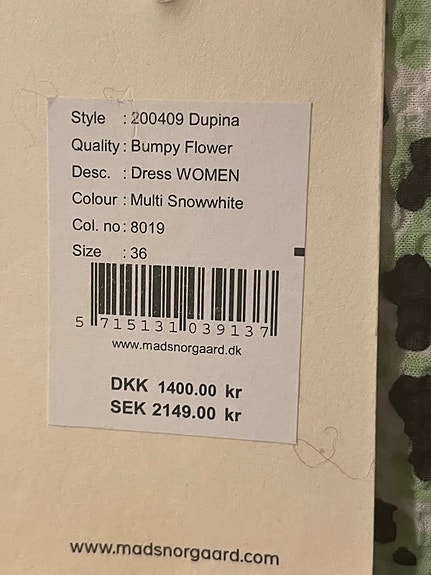 Style : 200409 Dupina
Quality : Bumpy Flower
Desc. : Dress WOMEN
Colour : Multi Snowwhite
Col. no : 8019
Size : 36
5 715131 039137
www.madsnorgaard.dk
DKK 1400.00 kr
SEK 2149.00 kr
www.madsnorgaard.com